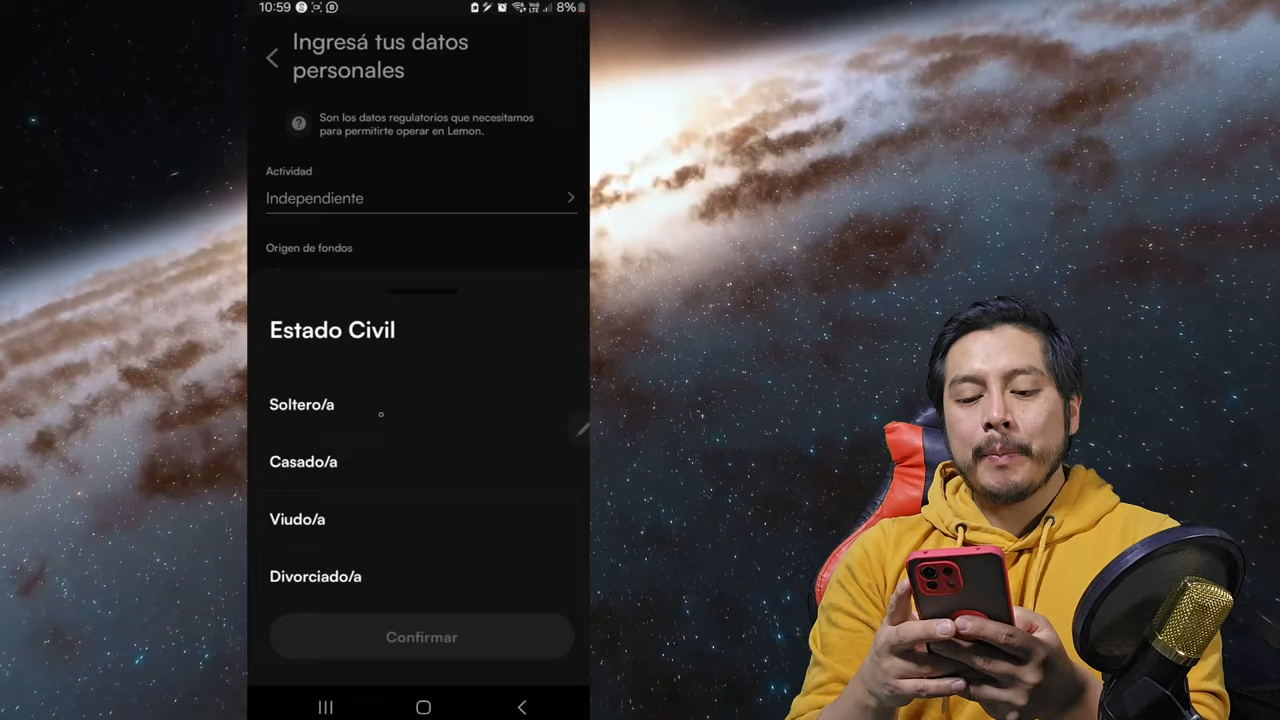 10:59
8%
Ingresá tus datos
personales
Son los datos regulatorios que necesitamos
para permitirte operar en Lemon.
Actividad
Independiente
Origen de fondos
Estado Civil
Soltero/a
Casado/a
Viudo/a
Divorciado/a
Confirmar